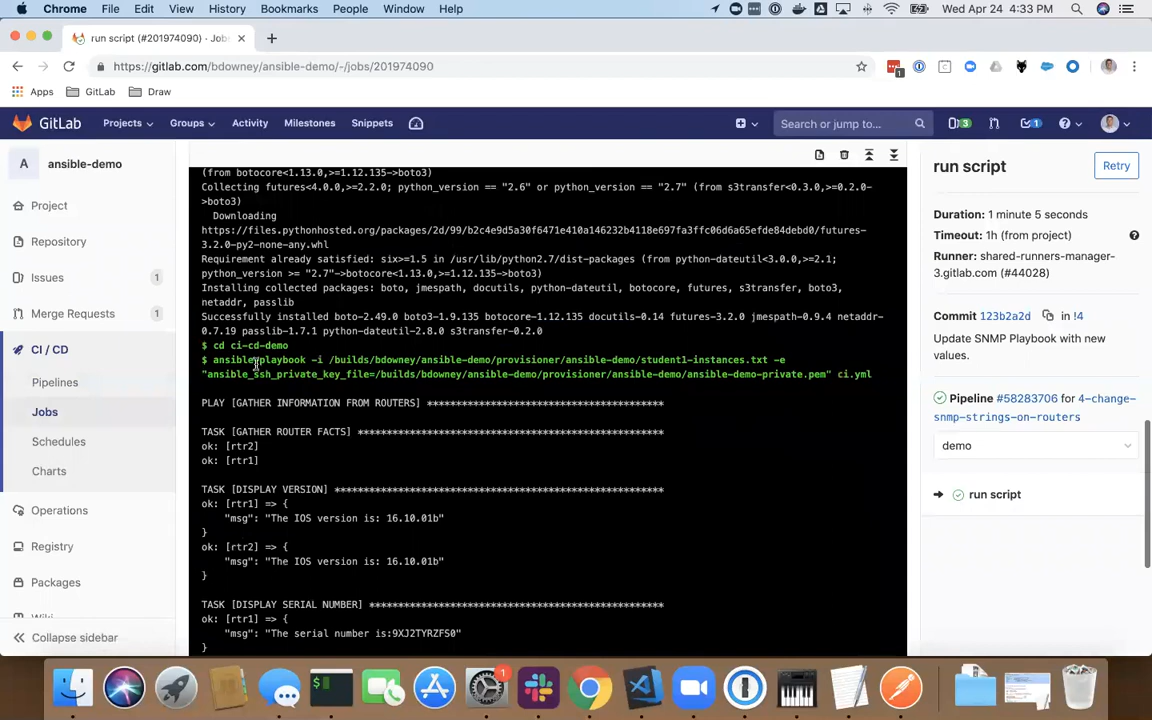 Chrome File Edit View History Bookmarks People Window Help Wed Apr 24 4:33 PM
run script (#201974090) · Jobs
https://gitlab.com/bdowney/ansible-demo/-/jobs/201974090
1
Apps GitLab Draw
GitLab Projects Groups Activity Milestones Snippets Search or jump to... 3 1
A ansible-demo
Project
Repository
Issues 1
Merge Requests 1
CI / CD
Pipelines
Jobs
Schedules
Charts
Operations
Registry
Packages
Wiki
Collapse sidebar
(from botocore<1.13.0,>=1.12.135->boto3)
Collecting futures<4.0.0,>=2.2.0; python_version == "2.6" or python_version == "2.7" (from s3transfer<0.3.0,>=0.2.0-
>boto3)
Downloading
https://files.pythonhosted.org/packages/2d/99/b2c4e9d5a30f6471e410a146232b4118e697fa3ffc06d6a65efde84debd0/futures-
3.2.0-py2-none-any.whl
Requirement already satisfied: six>=1.5 in /usr/lib/python2.7/dist-packages (from python-dateutil<3.0.0,>=2.1;
python_version >= "2.7"->botocore<1.13.0,>=1.12.135->boto3)
Installing collected packages: boto, jmespath, docutils, python-dateutil, botocore, futures, s3transfer, boto3,
netaddr, passlib
Successfully installed boto-2.49.0 boto3-1.9.135 botocore-1.12.135 docutils-0.14 futures-3.2.0 jmespath-0.9.4 netaddr-
0.7.19 passlib-1.7.1 python-dateutil-2.8.0 s3transfer-0.2.0
$ cd ci-cd-demo
$ ansible-playbook -i /builds/bdowney/ansible-demo/provisioner/ansible-demo/student1-instances.txt -e
"ansible_ssh_private_key_file=/builds/bdowney/ansible-demo/provisioner/ansible-demo/ansible-demo-private.pem" ci.yml
PLAY [GATHER INFORMATION FROM ROUTERS] ****************************************
TASK [GATHER ROUTER FACTS] ***************************************************
ok: [rtr2]
ok: [rtr1]
TASK [DISPLAY VERSION] *******************************************************
ok: [rtr1] => {
"msg": "The IOS version is: 16.10.01b"
}
ok: [rtr2] => {
"msg": "The IOS version is: 16.10.01b"
}
TASK [DISPLAY SERIAL NUMBER] *************************************************
ok: [rtr1] => {
"msg": "The serial number is:9XJ2TYRZFS0"
}
run script Retry
Duration: 1 minute 5 seconds
Timeout: 1h (from project)
Runner: shared-runners-manager-
3.gitlab.com (#44028)
Commit 123b2a2d in !4
Update SNMP Playbook with new
values.
Pipeline #58283706 for 4-change-
snmp-strings-on-routers
demo
run script
1